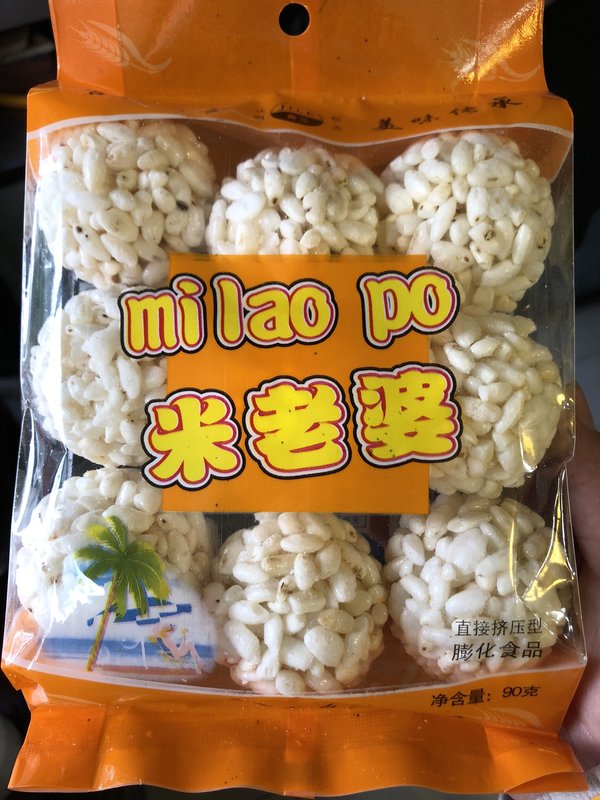 美味传承
mi lao po
米老婆
直接挤压型
膨化食品
净含量：90克